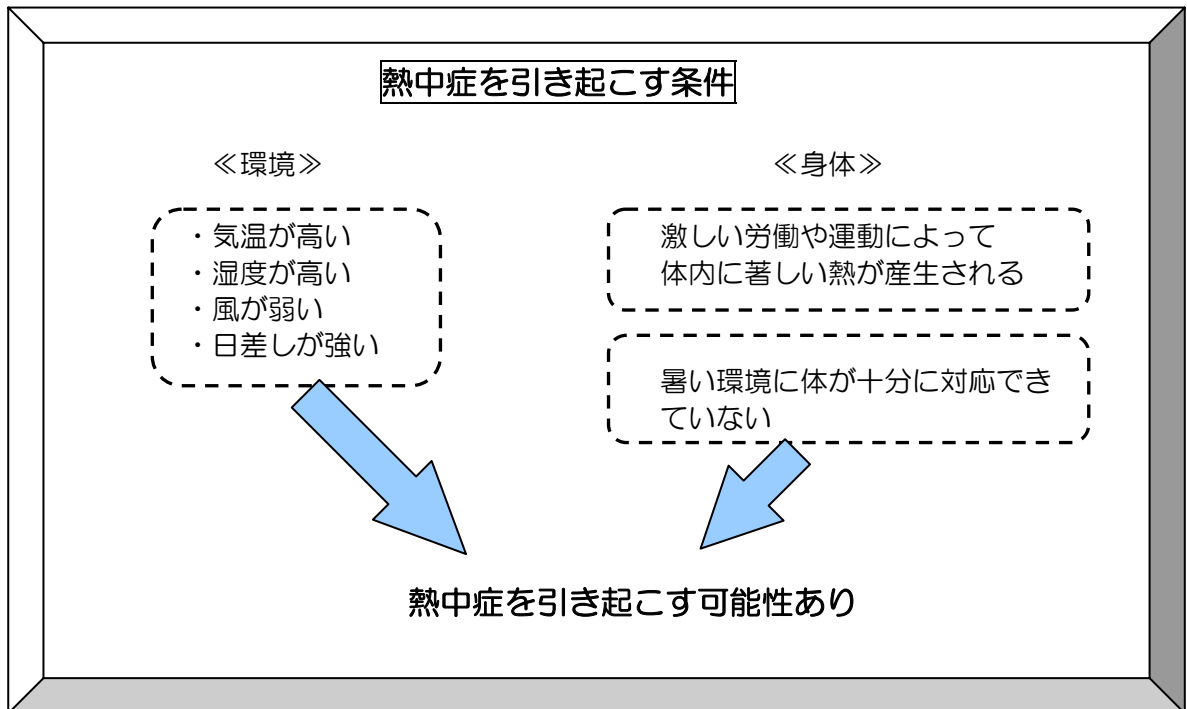 熱中症を引き起こす条件
≪環境≫
・気温が高い
・湿度が高い
・風が弱い
・日差しが強い
≪身体≫
激しい労働や運動によって
体内に著しい熱が産生される
暑い環境に体が十分に対応でき
ていない
熱中症を引き起こす可能性あり